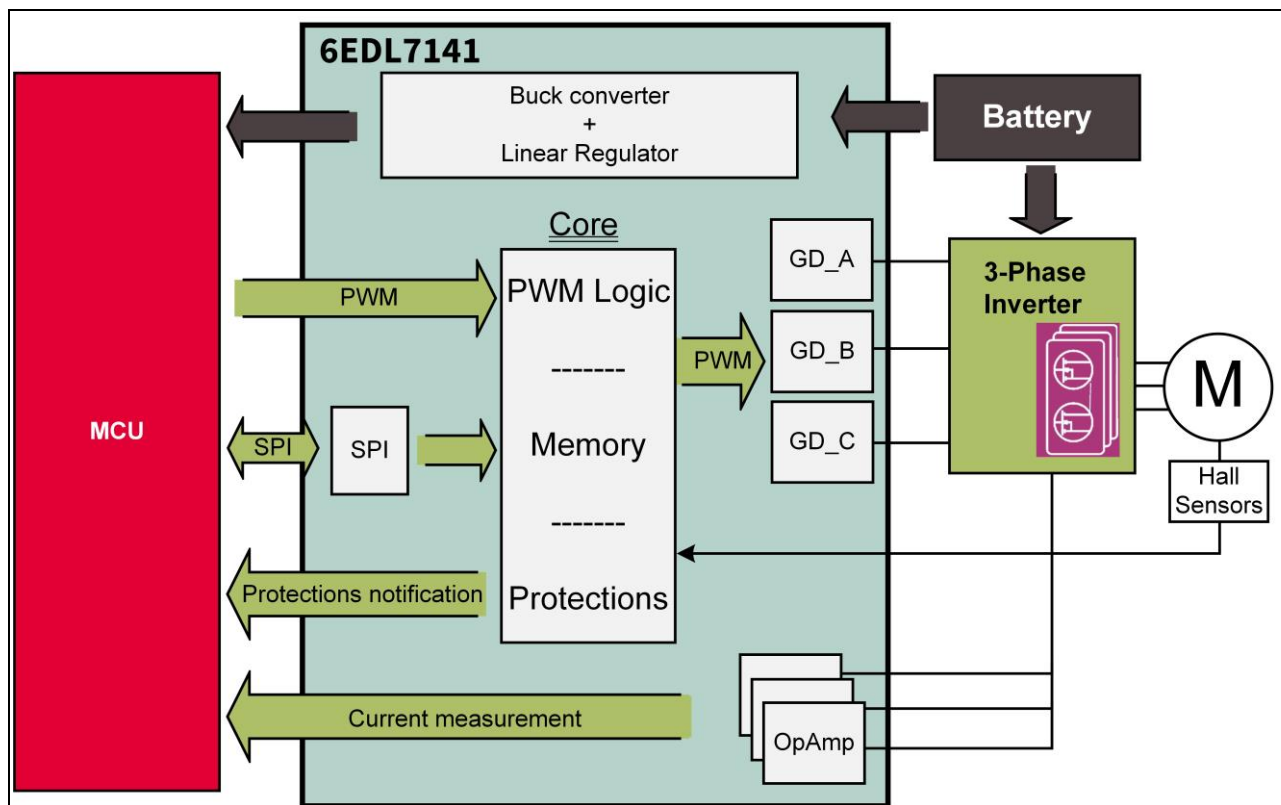 6EDL7141
Buck converter
+
Linear Regulator
Battery
Core
PWM
PWM Logic
-------
Memory
-------
Protections
PWM
GD_A
GD_B
GD_C
3-Phase
Inverter
M
Hall
Sensors
MCU
SPI
SPI
Protections notification
Current measurement
OpAmp